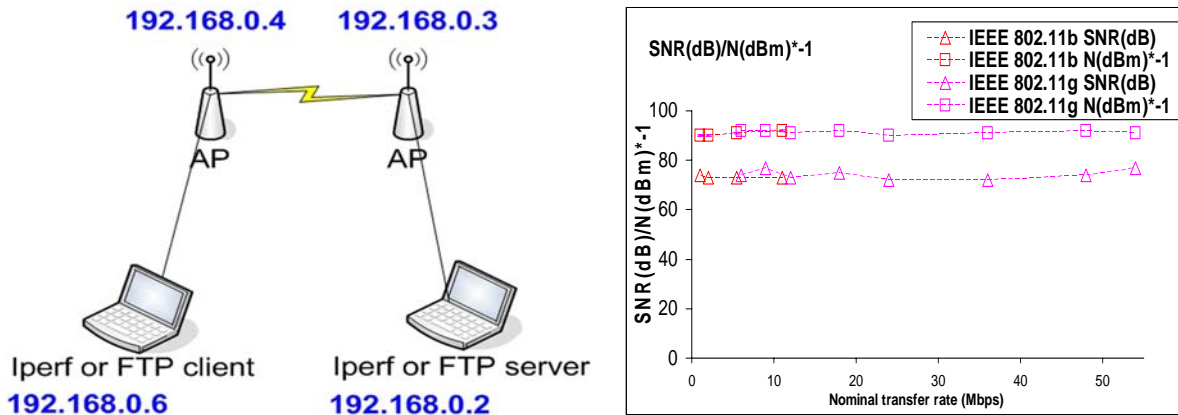 192.168.0.4
192.168.0.3
AP
AP
Iperf or FTP client
Iperf or FTP server
192.168.0.6
192.168.0.2
SNR(dB)/N(dBm)*-1
IEEE 802.11b SNR(dB)
IEEE 802.11b N(dBm)*-1
IEEE 802.11g SNR(dB)
IEEE 802.11g N(dBm)*-1
SNR(dB)/N(dBm)*-1
100
80
60
40
20
0
0 10 20 30 40 50
Nominal transfer rate (Mbps)